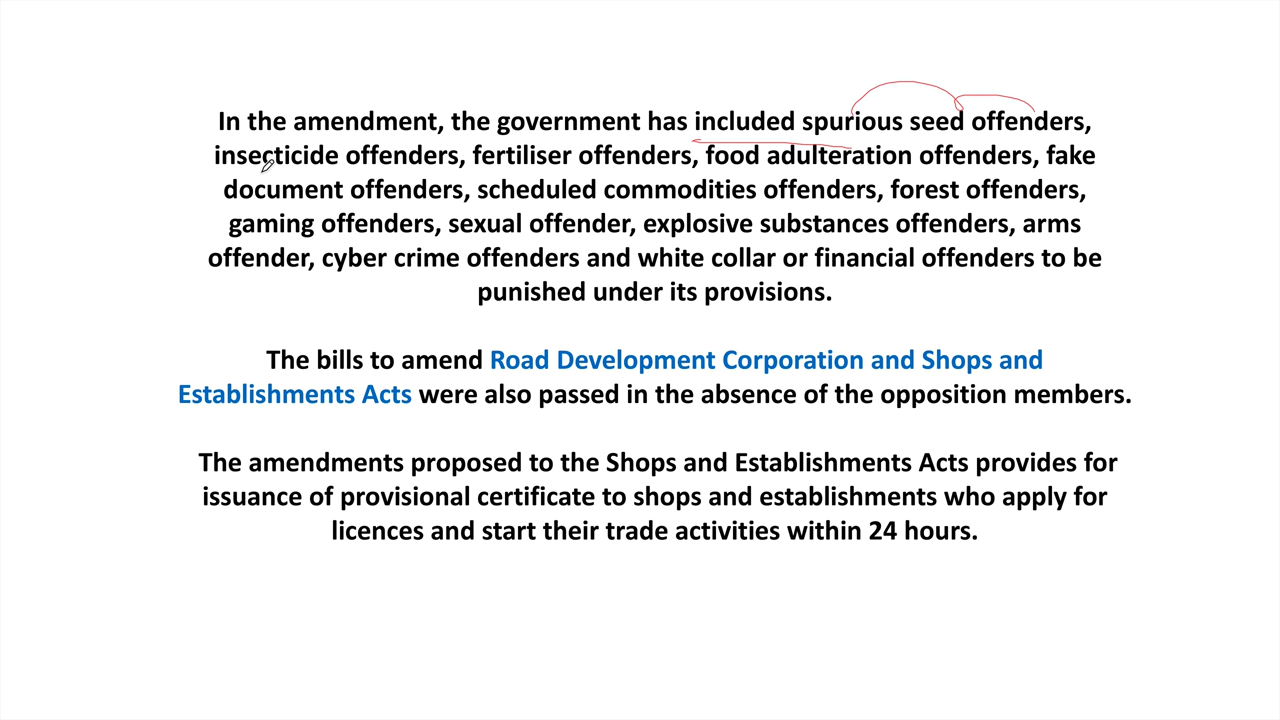 In the amendment, the government has included spurious seed offenders,
insecticide offenders, fertiliser offenders, food adulteration offenders, fake
document offenders, scheduled commodities offenders, forest offenders,
gaming offenders, sexual offender, explosive substances offenders, arms
offender, cyber crime offenders and white collar or financial offenders to be
punished under its provisions.
The bills to amend Road Development Corporation and Shops and
Establishments Acts were also passed in the absence of the opposition members.
The amendments proposed to the Shops and Establishments Acts provides for
issuance of provisional certificate to shops and establishments who apply for
licences and start their trade activities within 24 hours.